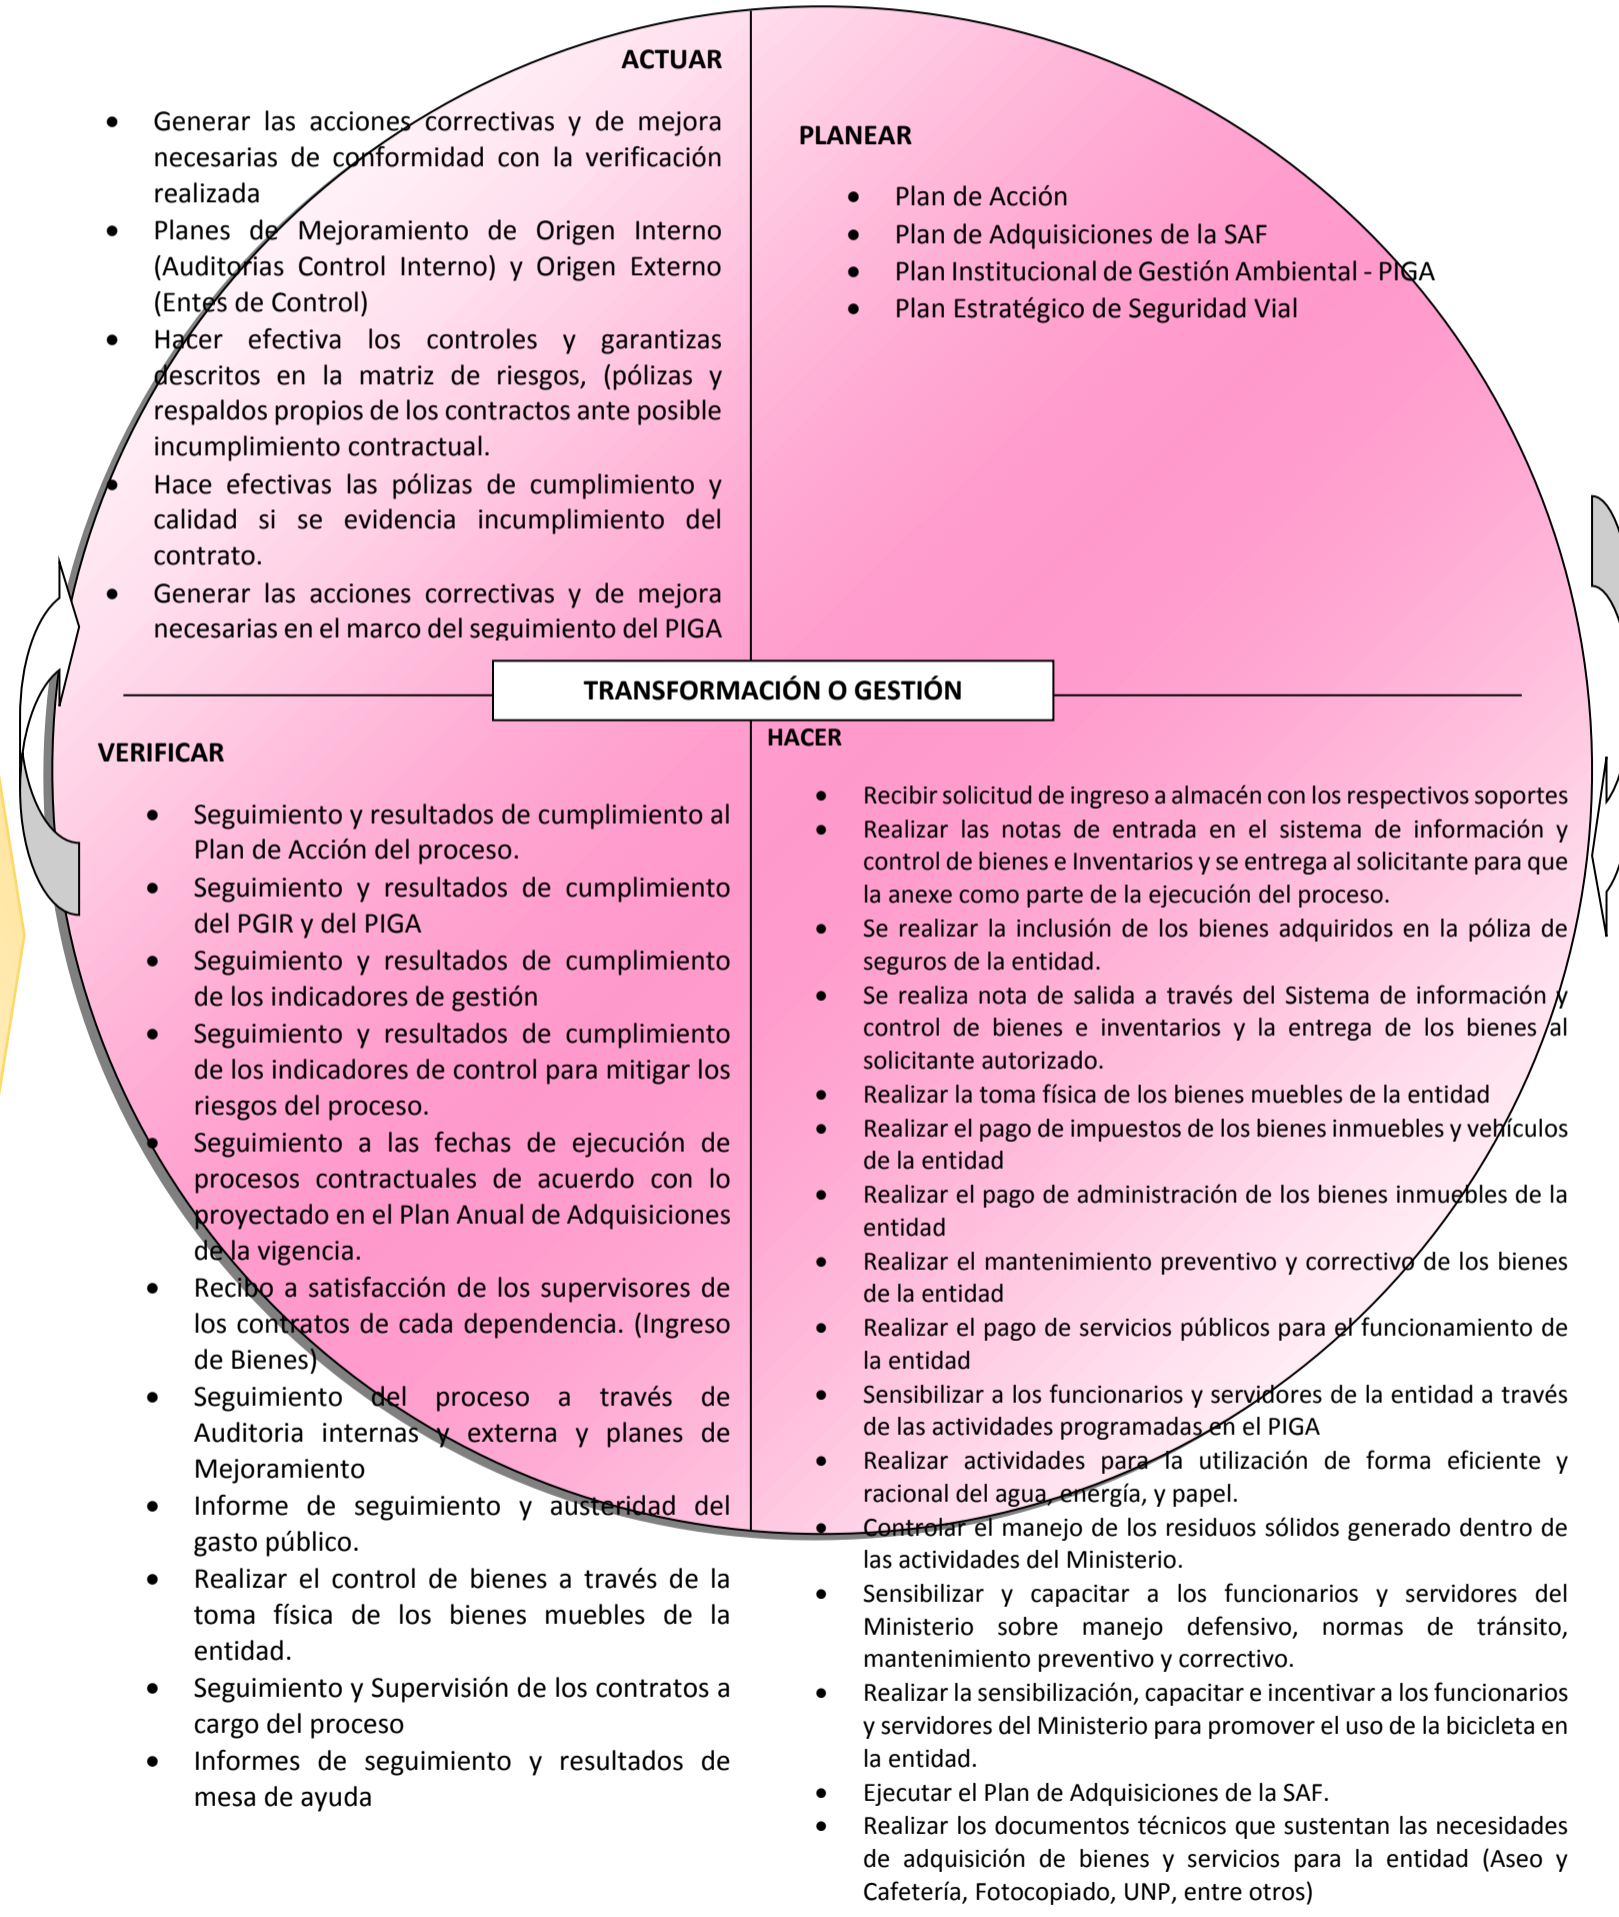 ACTUAR
• Generar las acciones correctivas y de mejora
necesarias de conformidad con la verificación
realizada
• Planes de Mejoramiento de Origen Interno
(Auditorias Control Interno) y Origen Externo
(Entes de Control)
• Hacer efectiva los controles y garantizas
descritos en la matriz de riesgos, (pólizas y
respaldos propios de los contractos ante posible
incumplimiento contractual.
• Hace efectivas las pólizas de cumplimiento y
calidad si se evidencia incumplimiento del
contrato.
• Generar las acciones correctivas y de mejora
necesarias en el marco del seguimiento del PIGA
PLANEAR
• Plan de Acción
• Plan de Adquisiciones de la SAF
• Plan Institucional de Gestión Ambiental - PIGA
• Plan Estratégico de Seguridad Vial
TRANSFORMACIÓN O GESTIÓN
VERIFICAR
• Seguimiento y resultados de cumplimiento al
Plan de Acción del proceso.
• Seguimiento y resultados de cumplimiento
del PGIR y del PIGA
• Seguimiento y resultados de cumplimiento
de los indicadores de gestión
• Seguimiento y resultados de cumplimiento
de los indicadores de control para mitigar los
riesgos del proceso.
• Seguimiento a las fechas de ejecución de
procesos contractuales de acuerdo con lo
proyectado en el Plan Anual de Adquisiciones
de la vigencia.
• Recibo a satisfacción de los supervisores de
los contratos de cada dependencia. (Ingreso
de Bienes)
• Seguimiento del proceso a través de
Auditoria internas y externa y planes de
Mejoramiento
• Informe de seguimiento y austeridad del
gasto público.
• Realizar el control de bienes a través de la
toma física de los bienes muebles de la
entidad.
• Seguimiento y Supervisión de los contratos a
cargo del proceso
• Informes de seguimiento y resultados de
mesa de ayuda
HACER
• Recibir solicitud de ingreso a almacén con los respectivos soportes
• Realizar las notas de entrada en el sistema de información y
control de bienes e Inventarios y se entrega al solicitante para que
la anexe como parte de la ejecución del proceso.
• Se realizar la inclusión de los bienes adquiridos en la póliza de
seguros de la entidad.
• Se realiza nota de salida a través del Sistema de información y
control de bienes e inventarios y la entrega de los bienes al
solicitante autorizado.
• Realizar la toma física de los bienes muebles de la entidad
• Realizar el pago de impuestos de los bienes inmuebles y vehículos
de la entidad
• Realizar el pago de administración de los bienes inmuebles de la
entidad
• Realizar el mantenimiento preventivo y correctivo de los bienes
de la entidad
• Realizar el pago de servicios públicos para el funcionamiento de
la entidad
• Sensibilizar a los funcionarios y servidores de la entidad a través
de las actividades programadas en el PIGA
• Realizar actividades para la utilización de forma eficiente y
racional del agua, energía, y papel.
• Controlar el manejo de los residuos sólidos generado dentro de
las actividades del Ministerio.
• Sensibilizar y capacitar a los funcionarios y servidores del
Ministerio sobre manejo defensivo, normas de tránsito,
mantenimiento preventivo y correctivo.
• Realizar la sensibilización, capacitar e incentivar a los funcionarios
y servidores del Ministerio para promover el uso de la bicicleta en
la entidad.
• Ejecutar el Plan de Adquisiciones de la SAF.
• Realizar los documentos técnicos que sustentan las necesidades
de adquisición de bienes y servicios para la entidad (Aseo y
Cafetería, Fotocopiado, UNP, entre otros)